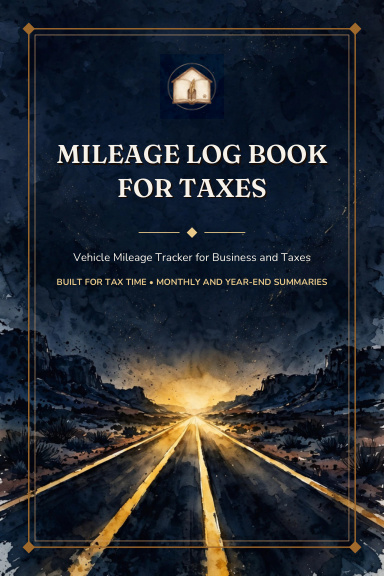 MILEAGE LOG BOOK
FOR TAXES
Vehicle Mileage Tracker for Business and Taxes
BUILT FOR TAX TIME • MONTHLY AND YEAR-END SUMMARIES